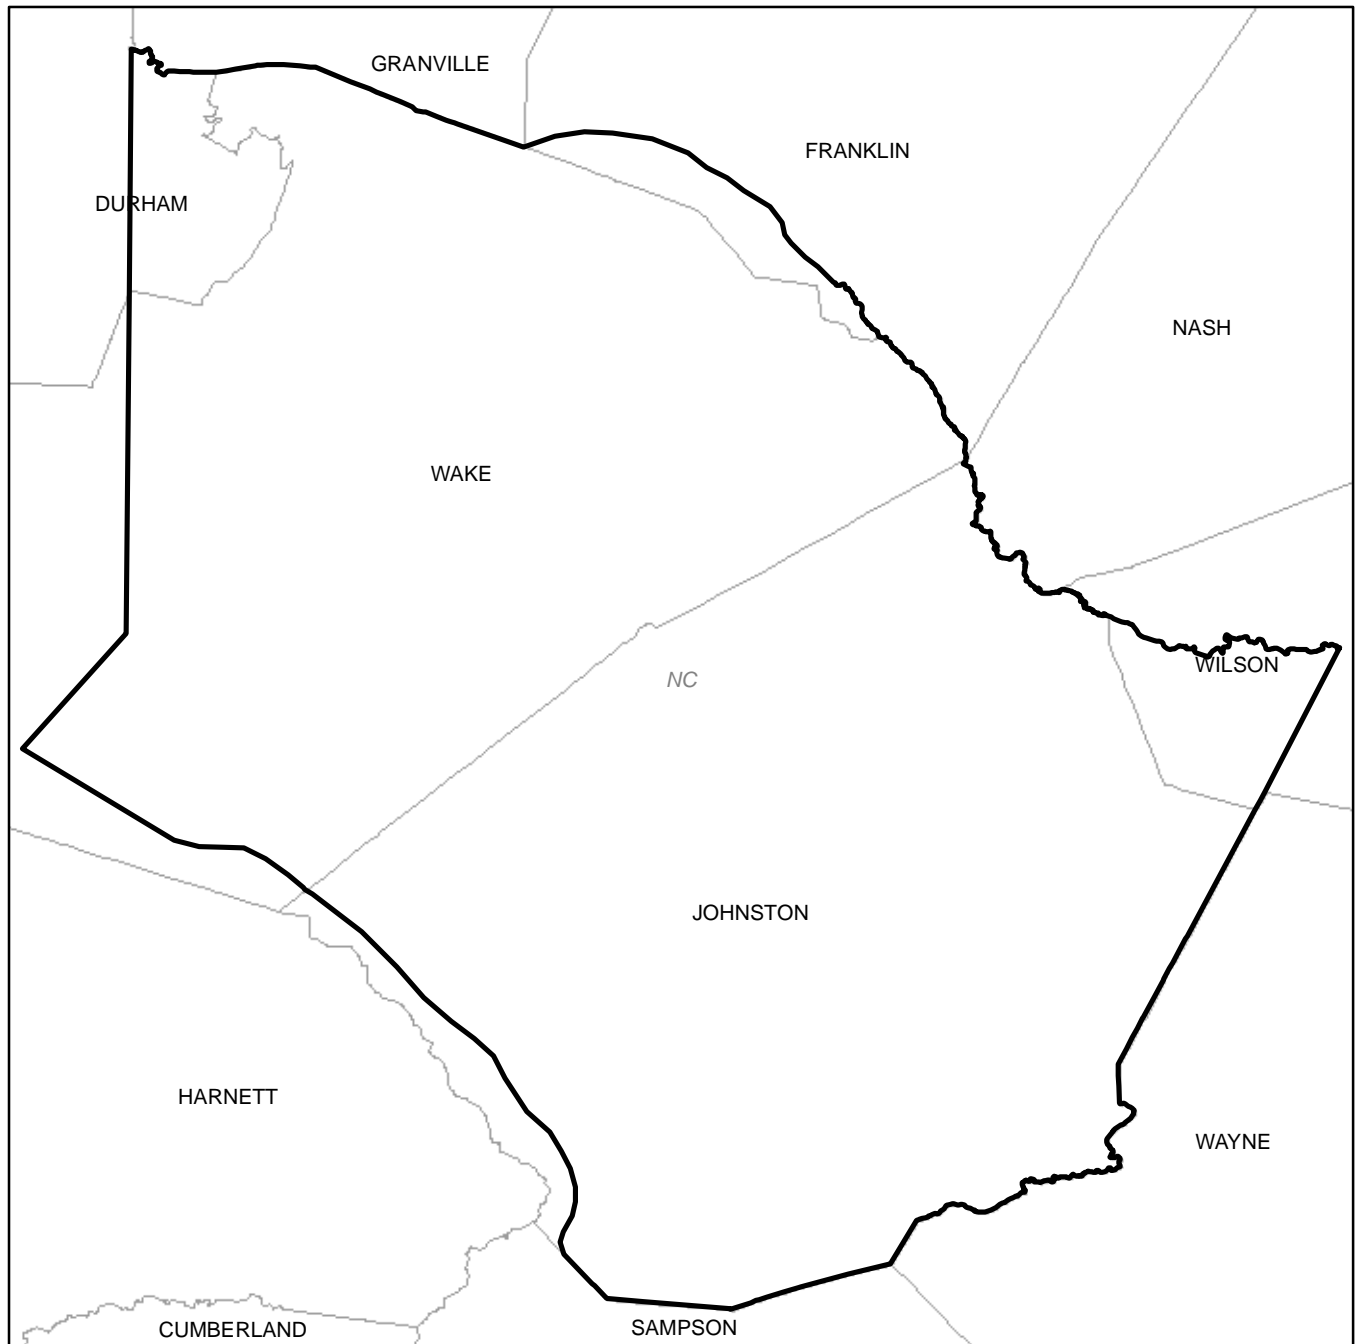 GRANVILLE
FRANKLIN
DURHAM
NASH
WAKE
WILSON
NC
JOHNSTON
HARNETT
WAYNE
CUMBERLAND
SAMPSON